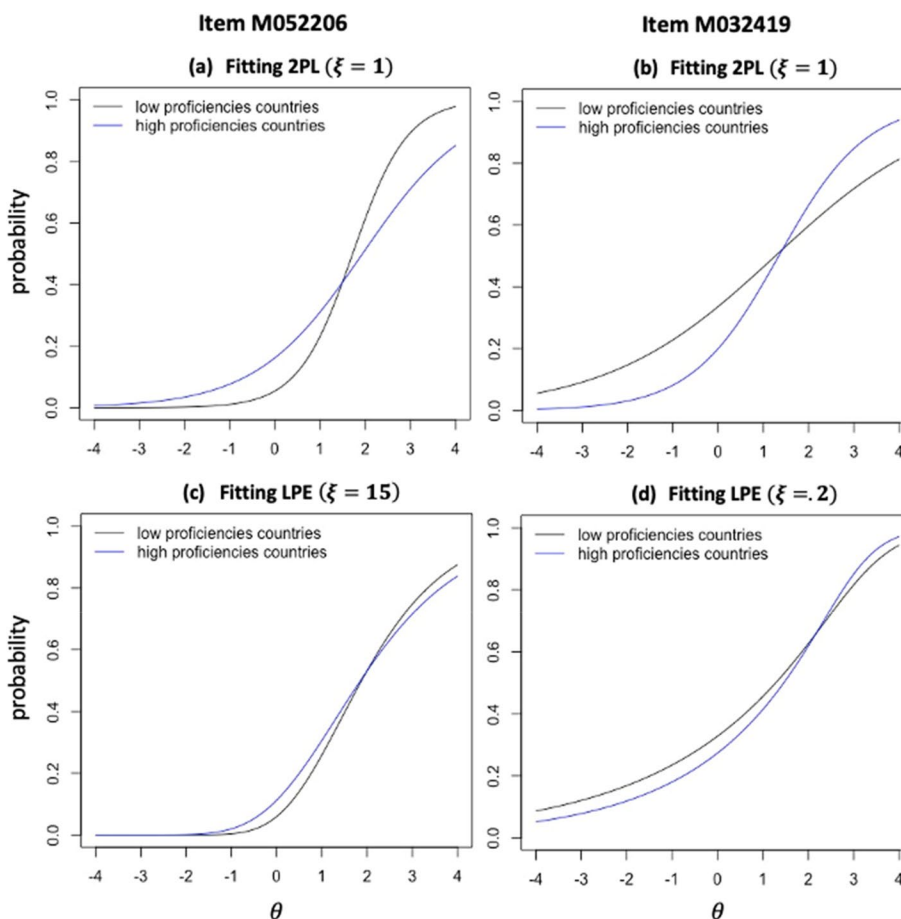 Item M052206
Item M032419
(a) Fitting 2PL (ξ = 1)
low proficiencies countries
high proficiencies countries
probability
0.0 0.2 0.4 0.6 0.8 1.0
-4 -3 -2 -1 0 1 2 3 4
(b) Fitting 2PL (ξ = 1)
low proficiencies countries
high proficiencies countries
0.0 0.2 0.4 0.6 0.8 1.0
-4 -3 -2 -1 0 1 2 3 4
(c) Fitting LPE (ξ = 15)
low proficiencies countries
high proficiencies countries
probability
0.0 0.2 0.4 0.6 0.8 1.0
-4 -3 -2 -1 0 1 2 3 4
θ
(d) Fitting LPE (ξ =. 2)
low proficiencies countries
high proficiencies countries
0.0 0.2 0.4 0.6 0.8 1.0
-4 -3 -2 -1 0 1 2 3 4
θ